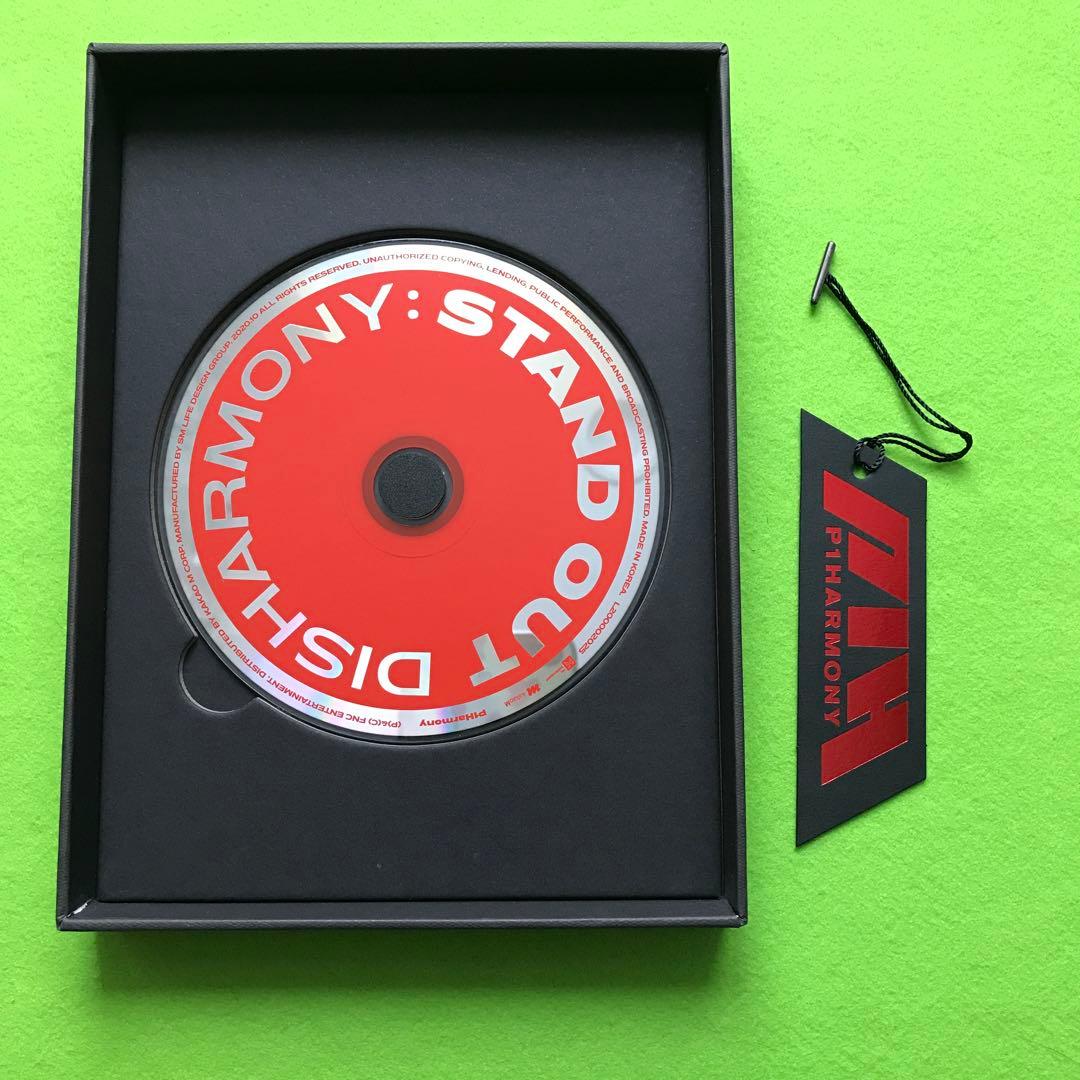 DISHARMONY: STAND OUT
P1Harmony
(P)&(C) FNC ENTERTAINMENT. DISTRIBUTED BY KAKAO M CORP. MANUFACTURED BY SM LIFE DESIGN GROUP. 2020.10 ALL RIGHTS RESERVED. UNAUTHORIZED COPYING, LENDING, PUBLIC PERFORMANCE AND BROADCASTING PROHIBITED. MADE IN KOREA. L200002025
P1HARMONY